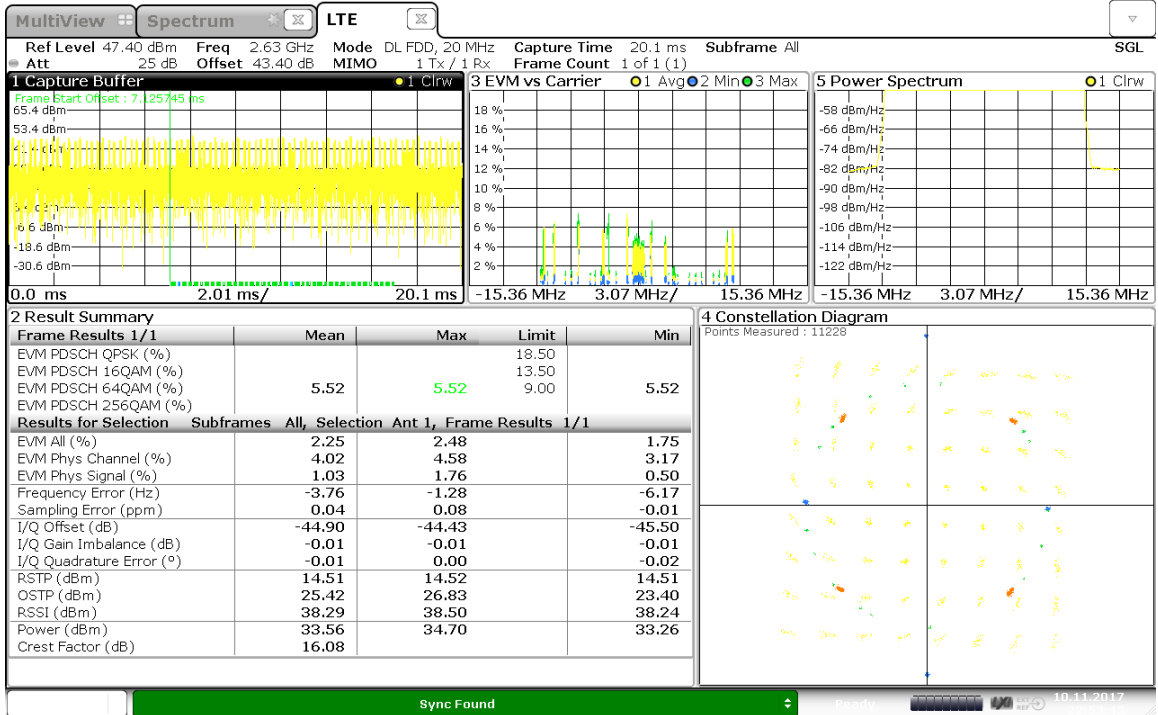 MultiView Spectrum LTE
Ref Level 47.40 dBm Freq 2.63 GHz Mode DL FDD, 20 MHz Capture Time 20.1 ms Subframe All SGL
Att 25 dB Offset 43.40 dB MIMO 1 Tx / 1 Rx Frame Count 1 of 1 (1)
1 Capture Buffer 1 Clrw
Frame Start Offset : 7.125745 ms
65.4 dBm
53.4 dBm
-6.6 dBm
-18.6 dBm
-30.6 dBm
0.0 ms 2.01 ms/ 20.1 ms
3 EVM vs Carrier 1 Avg 2 Min 3 Max
18 %
16 %
14 %
12 %
10 %
8 %
6 %
4 %
2 %
-15.36 MHz 3.07 MHz/ 15.36 MHz
5 Power Spectrum 1 Clrw
-58 dBm/Hz
-66 dBm/Hz
-74 dBm/Hz
-82 dBm/Hz
-90 dBm/Hz
-98 dBm/Hz
-106 dBm/Hz
-114 dBm/Hz
-122 dBm/Hz
-15.36 MHz 3.07 MHz/ 15.36 MHz
2 Result Summary
Frame Results 1/1 Mean Max Limit Min
EVM PDSCH QPSK (%) 18.50
EVM PDSCH 16QAM (%) 13.50
EVM PDSCH 64QAM (%) 5.52 5.52 9.00 5.52
EVM PDSCH 256QAM (%)
Results for Selection Subframes All, Selection Ant 1, Frame Results 1/1
EVM All (%) 2.25 2.48 1.75
EVM Phys Channel (%) 4.02 4.58 3.17
EVM Phys Signal (%) 1.03 1.76 0.50
Frequency Error (Hz) -3.76 -1.28 -6.17
Sampling Error (ppm) 0.04 0.08 -0.01
I/Q Offset (dB) -44.90 -44.43 -45.50
I/Q Gain Imbalance (dB) -0.01 -0.01 -0.01
I/Q Quadrature Error (º) -0.01 0.00 -0.02
RSTP (dBm) 14.51 14.52 14.51
OSTP (dBm) 25.42 26.83 23.40
RSSI (dBm) 38.29 38.50 38.24
Power (dBm) 33.56 34.70 33.26
Crest Factor (dB) 16.08
4 Constellation Diagram
Points Measured : 11228
Sync Found
Ready
LXI
EXT REF
10.11.2017